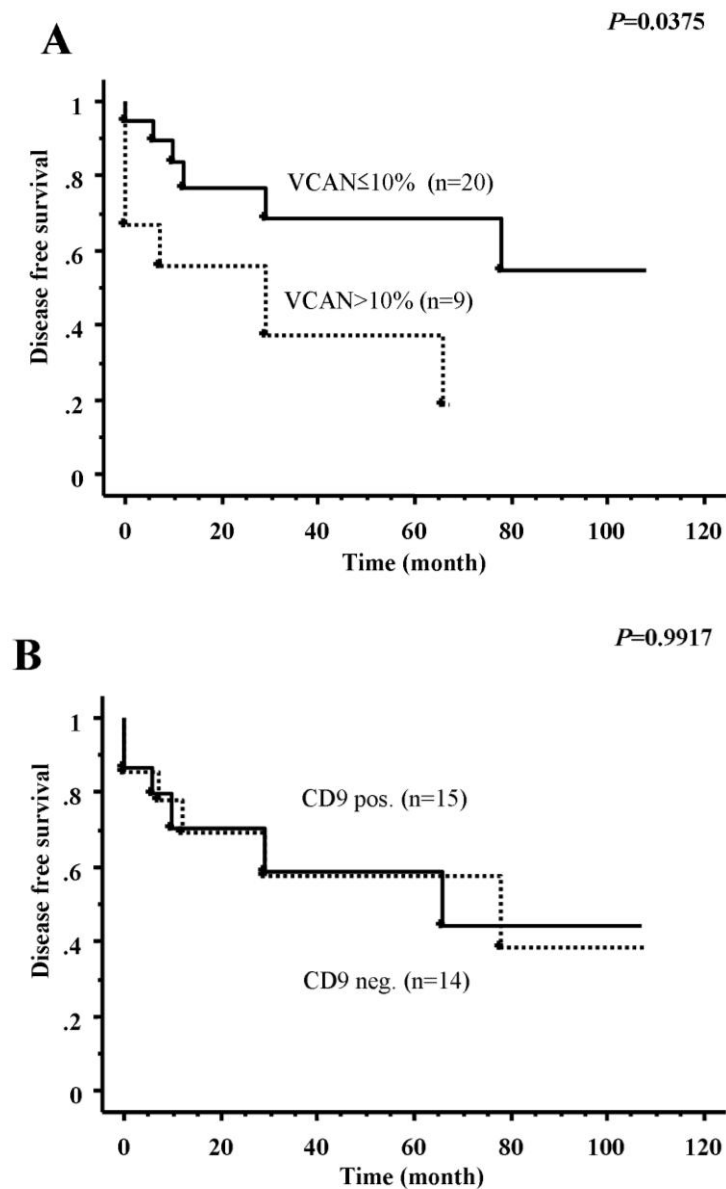 A
P=0.0375
1
.8
.6
.4
.2
0
Disease free survival
VCAN≤10% (n=20)
VCAN>10% (n=9)
0 20 40 60 80 100 120
Time (month)
B
P=0.9917
1
.8
.6
.4
.2
0
Disease free survival
CD9 pos. (n=15)
CD9 neg. (n=14)
0 20 40 60 80 100 120
Time (month)